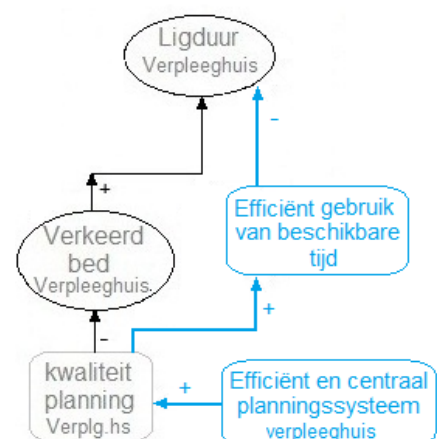 Ligduur
Verpleeghuis
-
+
Efficiënt gebruik
van beschikbare
tijd
Verkeerd
bed
Verpleeghuis.
+
-
kwaliteit
planning
Verplg.hs
+
Efficiënt en centraal
planningssysteem
verpleeghuis